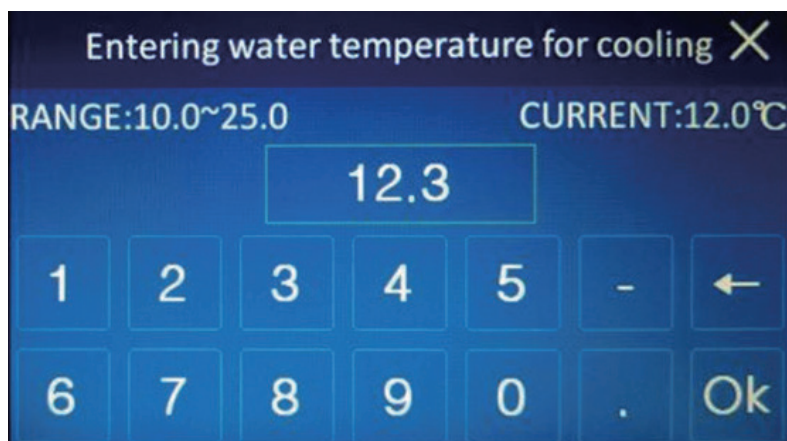 Entering water temperature for cooling X
RANGE:10.0~25.0 CURRENT:12.0℃
12.3
1 2 3 4 5 - ←
6 7 8 9 0 . Ok